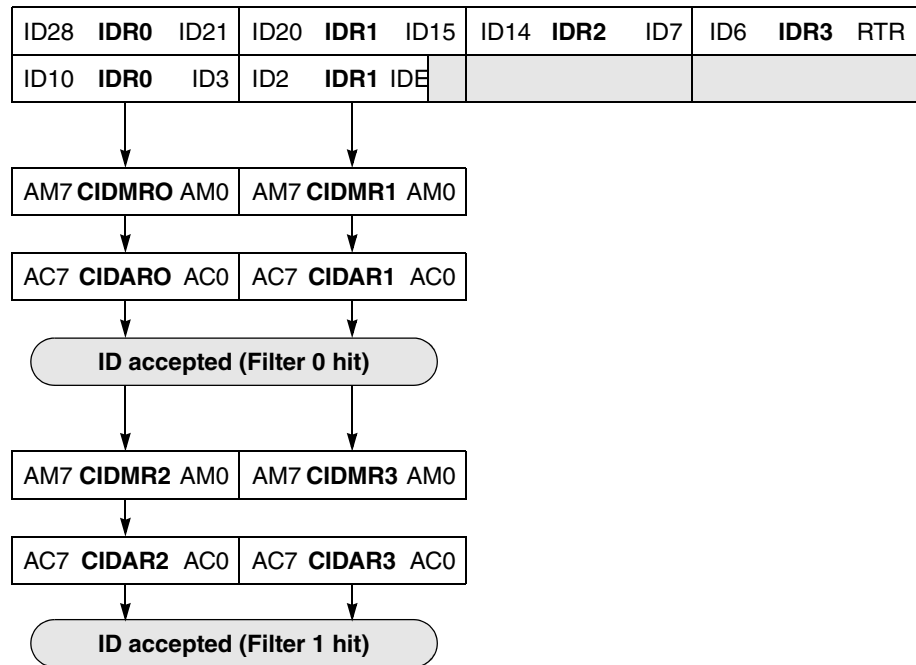 ID28 IDR0 ID21 ID20 IDR1 ID15 ID14 IDR2 ID7 ID6 IDR3 RTR
ID10 IDR0 ID3 ID2 IDR1 IDE
AM7 CIDMRO AM0 AM7 CIDMR1 AM0
AC7 CIDARO AC0 AC7 CIDAR1 AC0
ID accepted (Filter 0 hit)
AM7 CIDMR2 AM0 AM7 CIDMR3 AM0
AC7 CIDAR2 AC0 AC7 CIDAR3 AC0
ID accepted (Filter 1 hit)